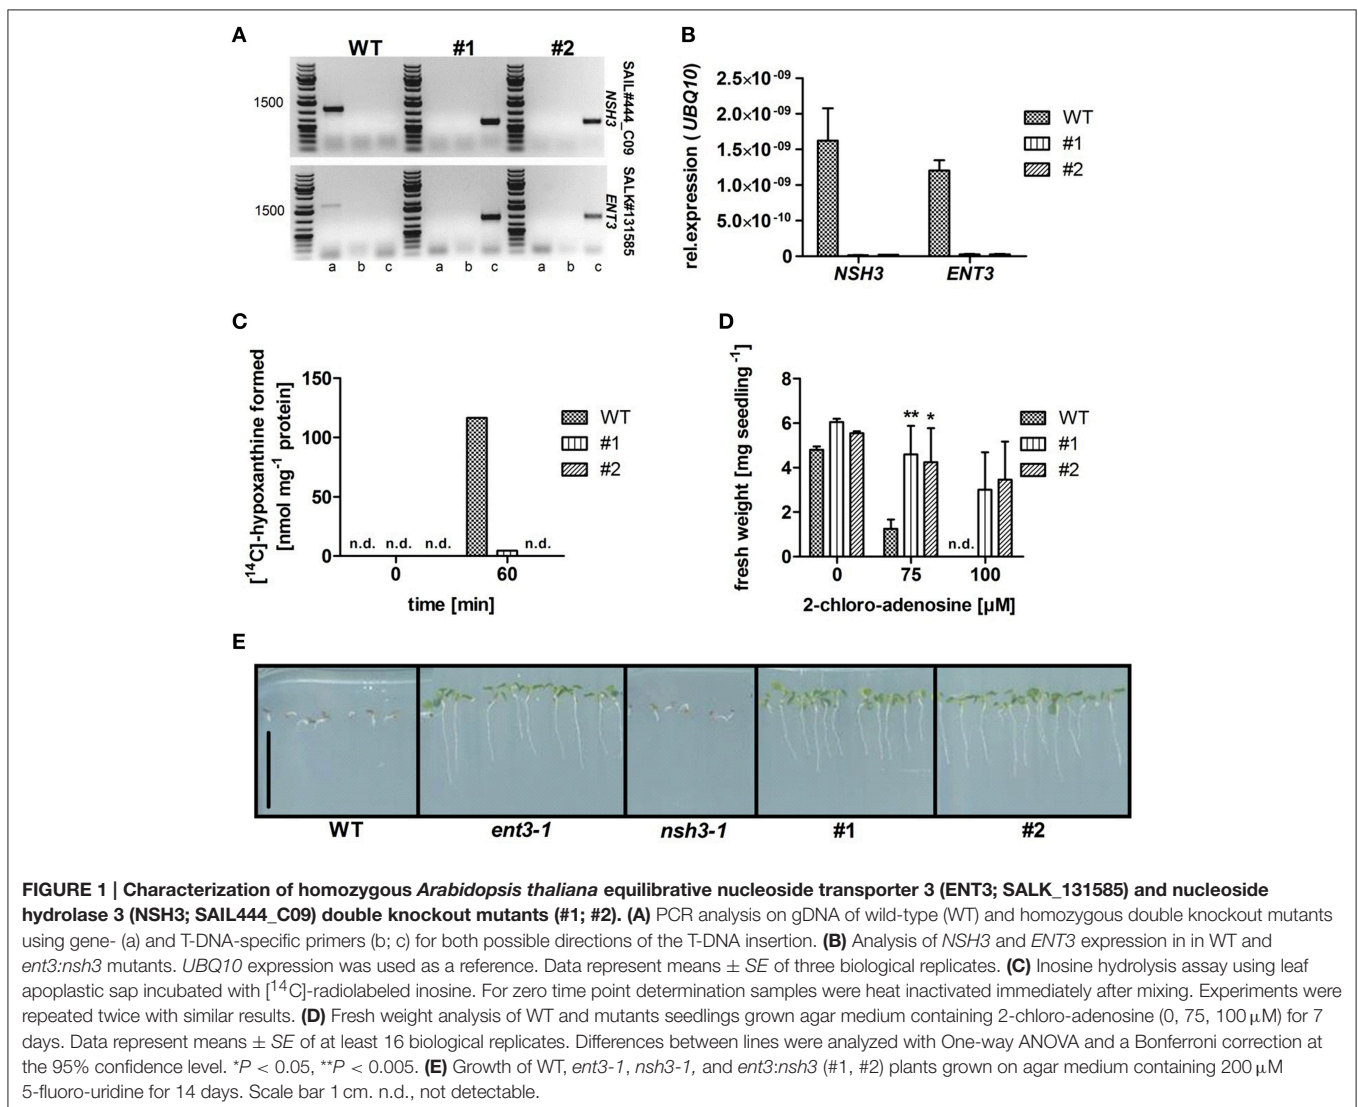 A
WT #1 #2
1500
SAIL#444_C09
NSH3
1500
SALK#131585
ENT3
a b c a b c a b c
B
rel.expression (UBQ10)
2.5×10⁻⁰⁹
2.0×10⁻⁰⁹
1.5×10⁻⁰⁹
1.0×10⁻⁰⁹
5.0×10⁻¹⁰
0
NSH3 ENT3
WT
#1
#2
C
[¹⁴C]-hypoxanthine formed
[nmol mg⁻¹ protein]
150
100
50
0
n.d. n.d. n.d. n.d.
0 60
time [min]
WT
#1
#2
D
fresh weight [mg seedling⁻¹]
8
6
4
2
0
** *
n.d.
0 75 100
2-chloro-adenosine [µM]
WT
#1
#2
E
WT ent3-1 nsh3-1 #1 #2
FIGURE 1 | Characterization of homozygous Arabidopsis thaliana equilibrative nucleoside transporter 3 (ENT3; SALK_131585) and nucleoside
hydrolase 3 (NSH3; SAIL444_C09) double knockout mutants (#1; #2). (A) PCR analysis on gDNA of wild-type (WT) and homozygous double knockout mutants
using gene- (a) and T-DNA-specific primers (b; c) for both possible directions of the T-DNA insertion. (B) Analysis of NSH3 and ENT3 expression in in WT and
ent3:nsh3 mutants. UBQ10 expression was used as a reference. Data represent means ± SE of three biological replicates. (C) Inosine hydrolysis assay using leaf
apoplastic sap incubated with [¹⁴C]-radiolabeled inosine. For zero time point determination samples were heat inactivated immediately after mixing. Experiments were
repeated twice with similar results. (D) Fresh weight analysis of WT and mutants seedlings grown agar medium containing 2-chloro-adenosine (0, 75, 100 µM) for 7
days. Data represent means ± SE of at least 16 biological replicates. Differences between lines were analyzed with One-way ANOVA and a Bonferroni correction at
the 95% confidence level. *P < 0.05, **P < 0.005. (E) Growth of WT, ent3-1, nsh3-1, and ent3:nsh3 (#1, #2) plants grown on agar medium containing 200 µM
5-fluoro-uridine for 14 days. Scale bar 1 cm. n.d., not detectable.